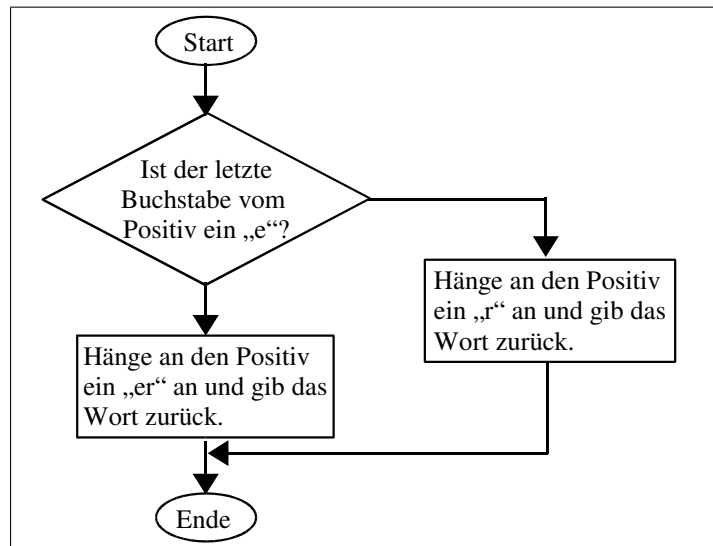 Start
Ist der letzte
Buchstabe vom
Positiv ein „e“?
Hänge an den Positiv
ein „r“ an und gib das
Wort zurück.
Hänge an den Positiv
ein „er“ an und gib das
Wort zurück.
Ende